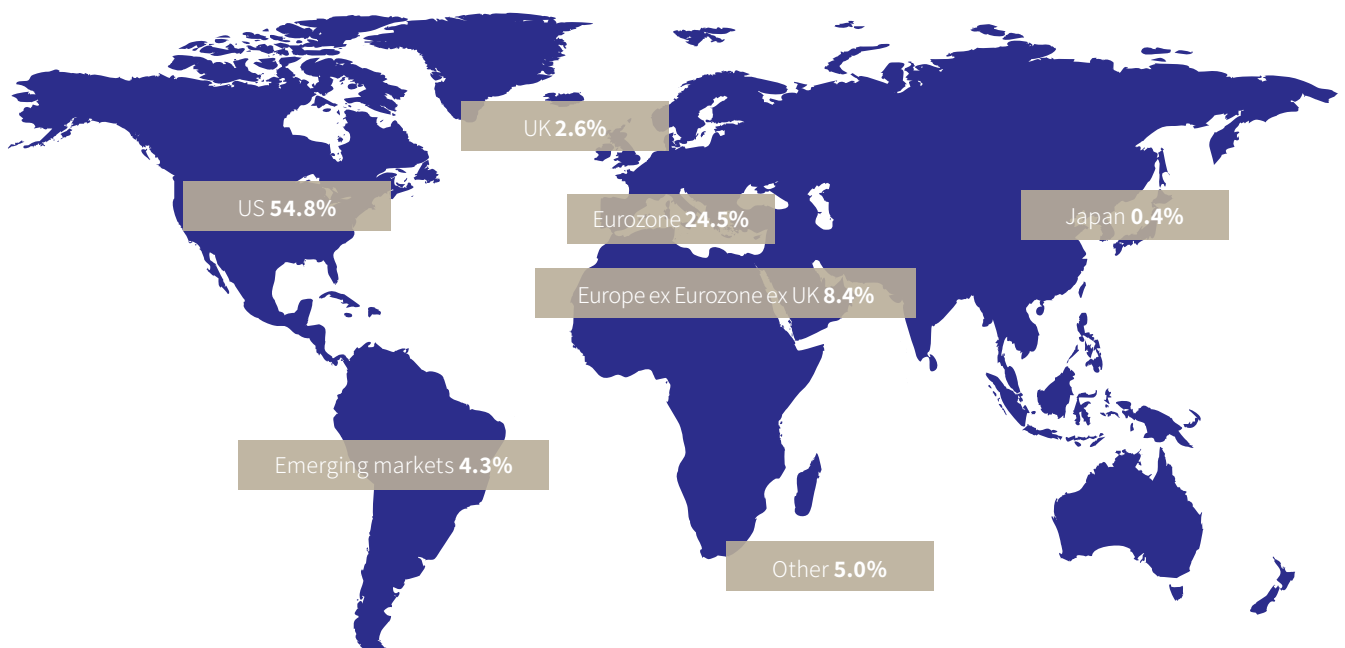 UK 2.6%
US 54.8%
Eurozone 24.5%
Japan 0.4%
Europe ex Eurozone ex UK 8.4%
Emerging markets 4.3%
Other 5.0%